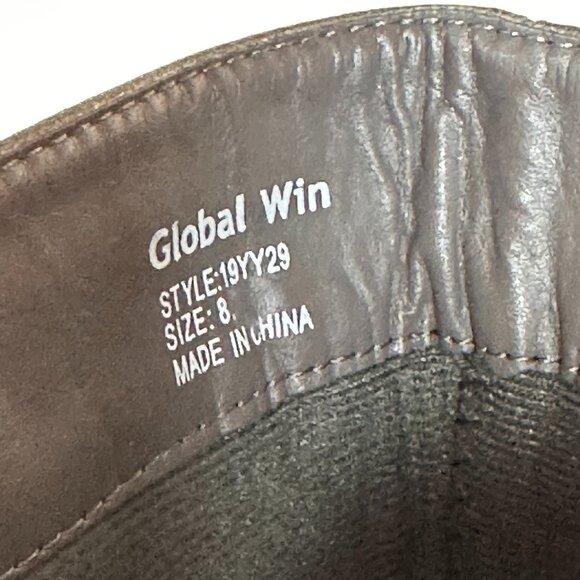 Global Win
STYLE:19YY29
SIZE: 8.
MADE IN CHINA